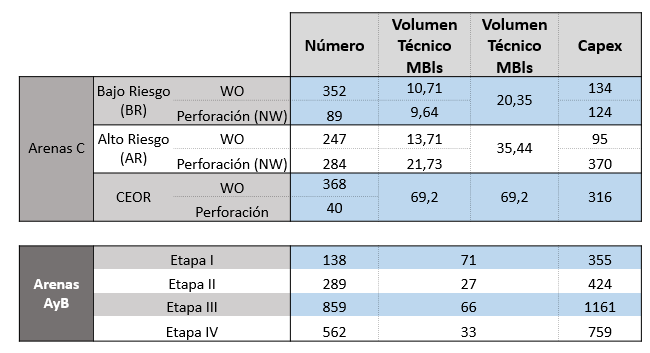 Número Volumen Técnico MBls Volumen Técnico MBls Capex
Arenas C
Bajo Riesgo (BR) WO 352 10,71 20,35 134
Perforación (NW) 89 9,64 124
Alto Riesgo (AR) WO 247 13,71 35,44 95
Perforación (NW) 284 21,73 370
CEOR WO 368 69,2 69,2 316
Perforación 40
Arenas AyB
Etapa I 138 71 355
Etapa II 289 27 424
Etapa III 859 66 1161
Etapa IV 562 33 759